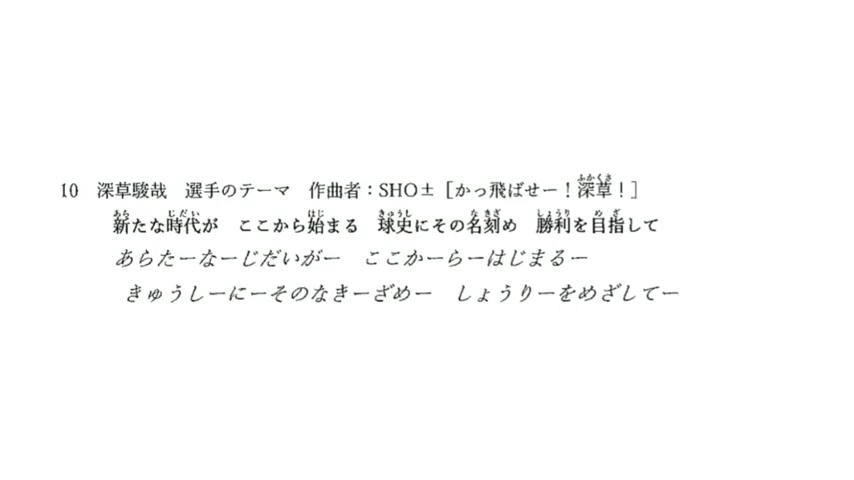 10　深草駿哉　選手のテーマ　作曲者：SHO±［かっ飛ばせー！深草！］
新たな時代が　ここから始まる　球史にその名刻め　勝利を目指して
あらたーなーじだいがー　ここかーらーはじまるー
きゅうしーにーそのなきーざめー　しょうりーをめざしてー